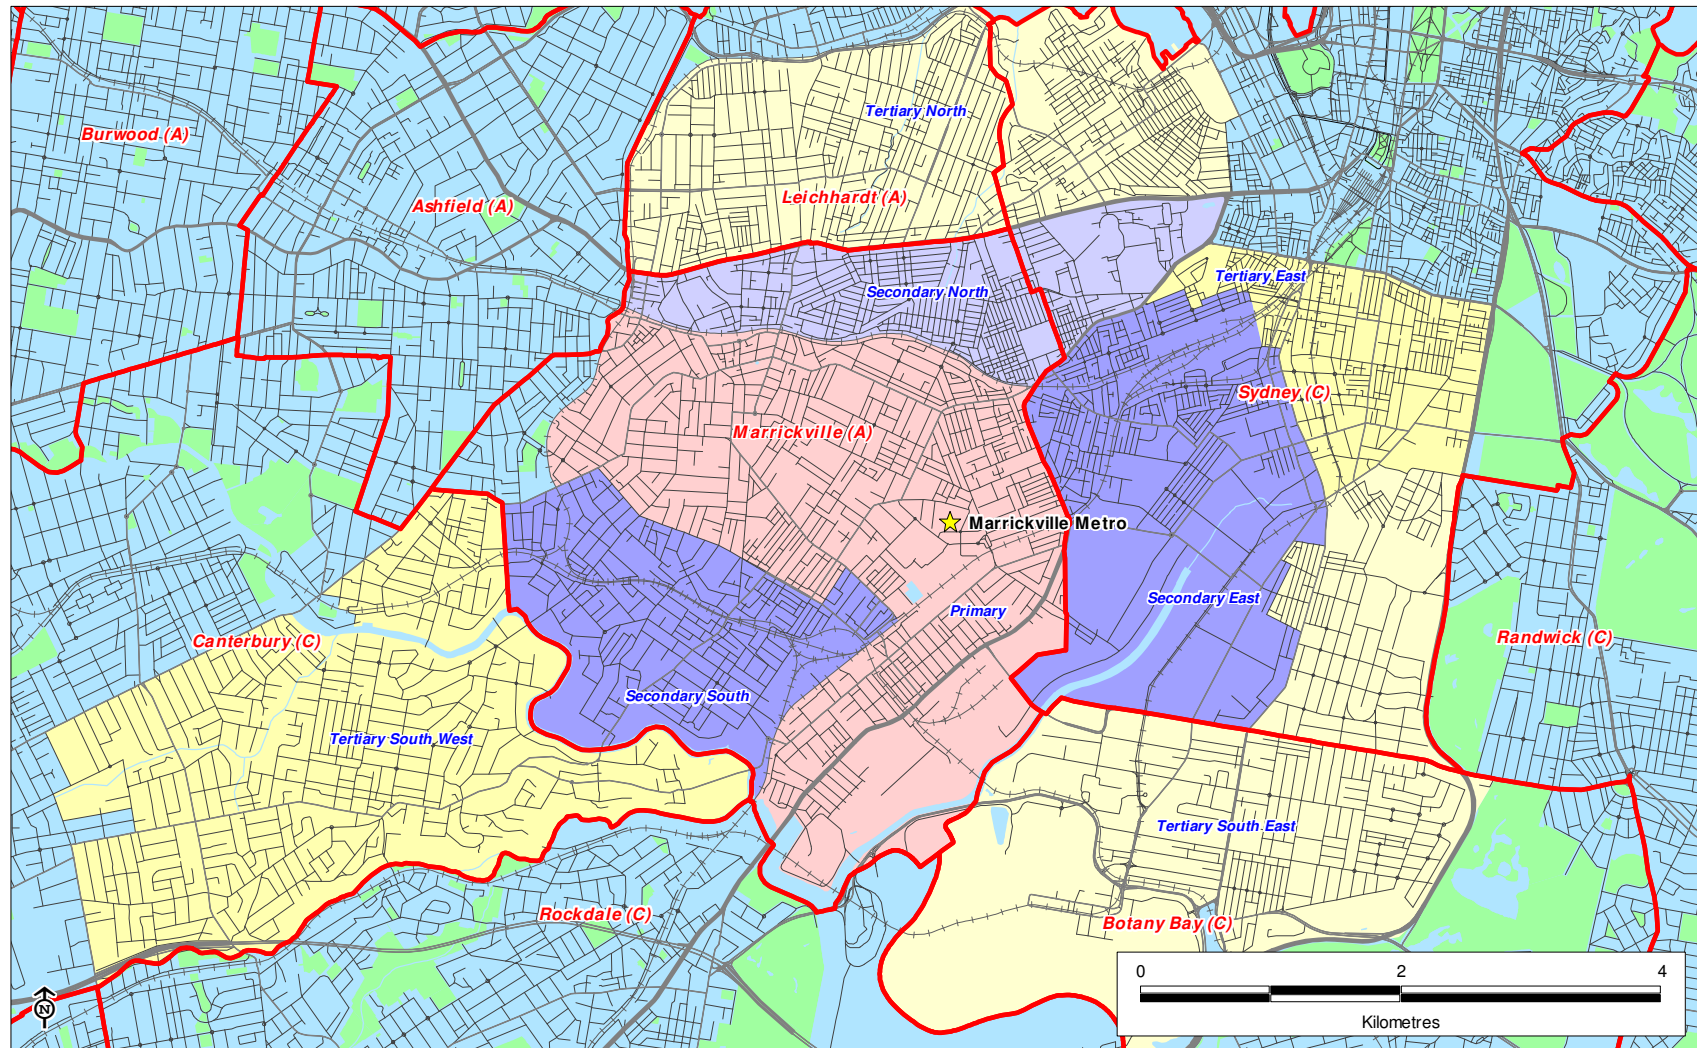 Tertiary North
Burwood (A)
Leichhardt (A)
Ashfield (A)
Tertiary East
Secondary North
Sydney (C)
Marrickville (A)
Marrickville Metro
Secondary East
Primary
Canterbury (C)
Randwick (C)
Secondary South
Tertiary South West
Tertiary South East
Rockdale (C)
Botany Bay (C)
0 2 4
Kilometres
N